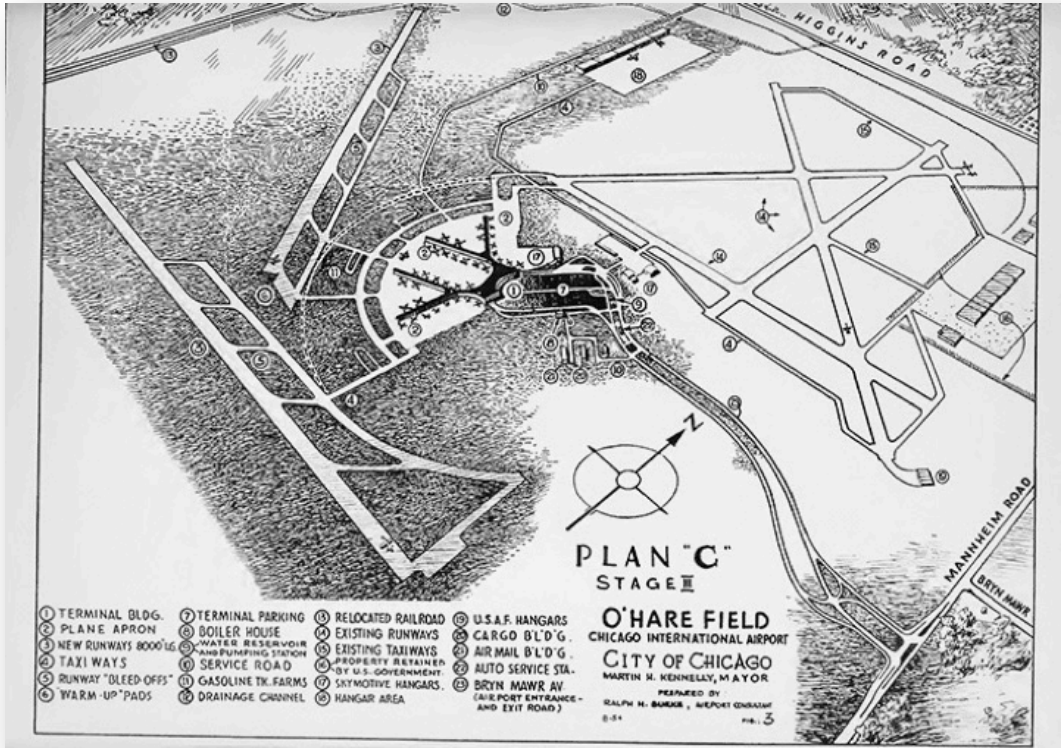 HIGGINS ROAD
MANNHEIM ROAD
BRYN MAWR
N
PLAN "C"
STAGE III
O'HARE FIELD
CHICAGO INTERNATIONAL AIRPORT
CITY OF CHICAGO
MARTIN H. KENNELLY, MAYOR
PREPARED BY
RALPH H. BURKE, AIRPORT CONSULTANT
8-54
FIG.: 3
① TERMINAL BLDG.
② PLANE APRON
③ NEW RUNWAYS 8000'
④ TAXI WAYS
⑤ RUNWAY "BLEED-OFFS"
⑥ "WARM-UP" PADS
⑦ TERMINAL PARKING
⑧ BOILER HOUSE
⑨ WATER RESERVOIR
AND PUMPING STATION
⑩ SERVICE ROAD
⑪ GASOLINE TK. FARMS
⑫ DRAINAGE CHANNEL
⑬ RELOCATED RAILROAD
⑭ EXISTING RUNWAYS
⑮ EXISTING TAXIWAYS
⑯ PROPERTY RETAINED
BY U.S. GOVERNMENT.
⑰ SKYMOTIVE HANGARS.
⑱ HANGAR AREA
⑲ U.S.A.F. HANGARS
⑳ CARGO B'L'D'G.
㉑ AIR MAIL B'L'D'G.
㉒ AUTO SERVICE STA.
㉓ BRYN MAWR AV
(AIRPORT ENTRANCE-
AND EXIT ROAD)